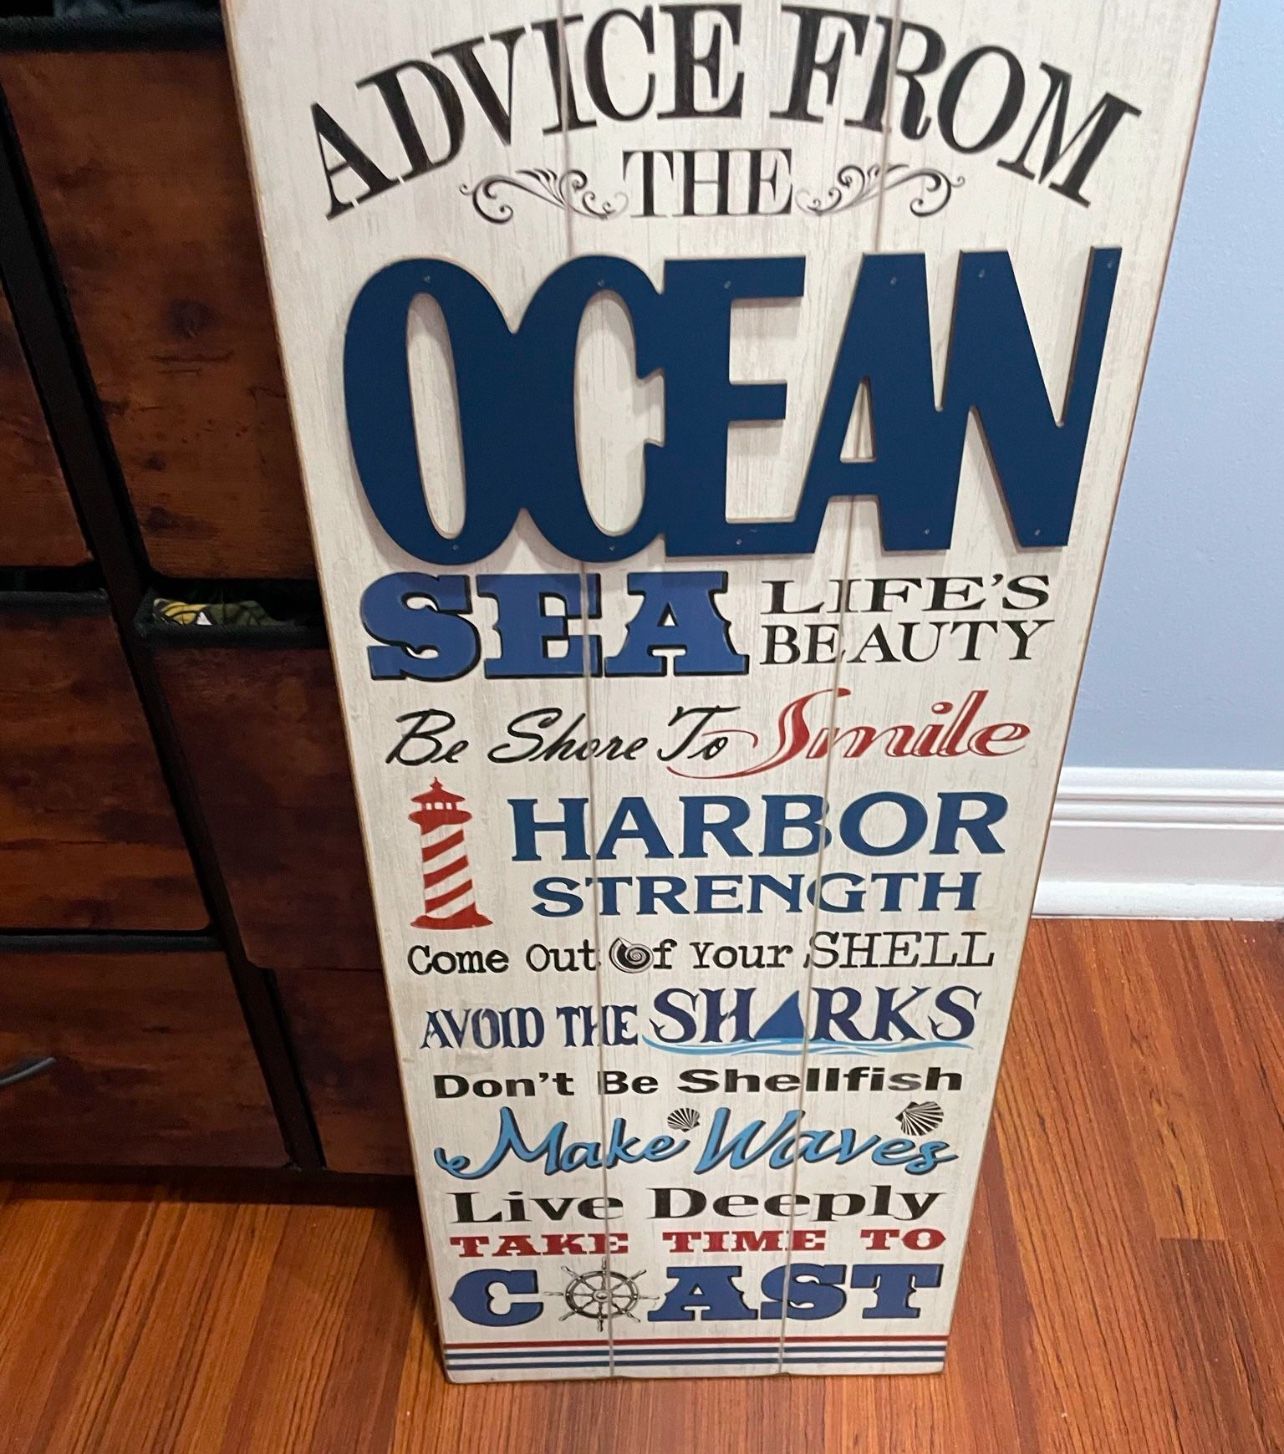 ADVICE FROM
THE
OCEAN
SEA LIFE'S
BEAUTY
Be Shore To Smile
HARBOR
STRENGTH
Come Out Of Your SHELL
AVOID THE SHARKS
Don't Be Shellfish
Make Waves
Live Deeply
TAKE TIME TO
COAST